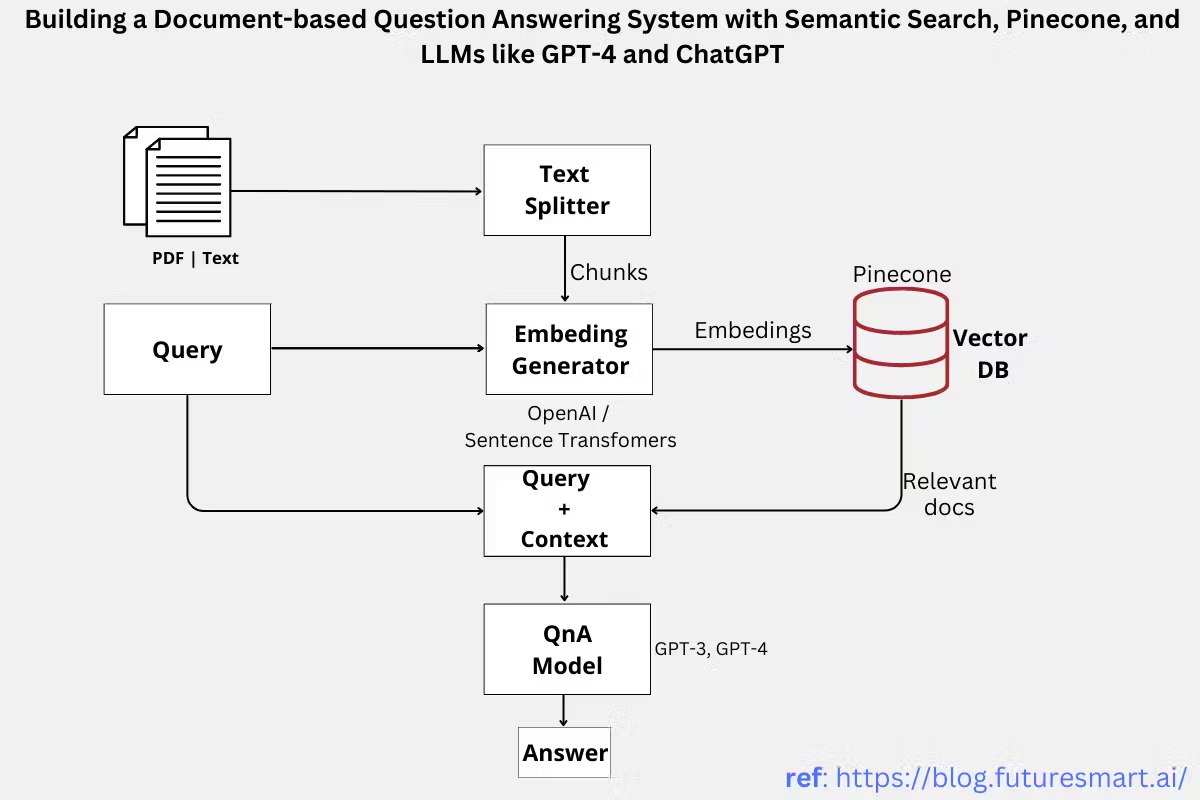 Building a Document-based Question Answering System with Semantic Search, Pinecone, and
LLMs like GPT-4 and ChatGPT
PDF | Text
Text
Splitter
Chunks
Query
Embeding
Generator
OpenAI /
Sentence Transfomers
Embedings
Pinecone
Vector
DB
Relevant
docs
Query
+
Context
QnA
Model
GPT-3, GPT-4
Answer
ref: https://blog.futuresmart.ai/